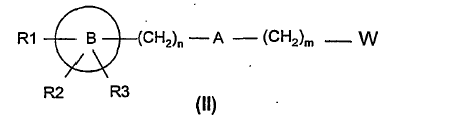 R1 B (CH₂)ₙ — A — (CH₂)ₘ — W
R2 R3
(II)